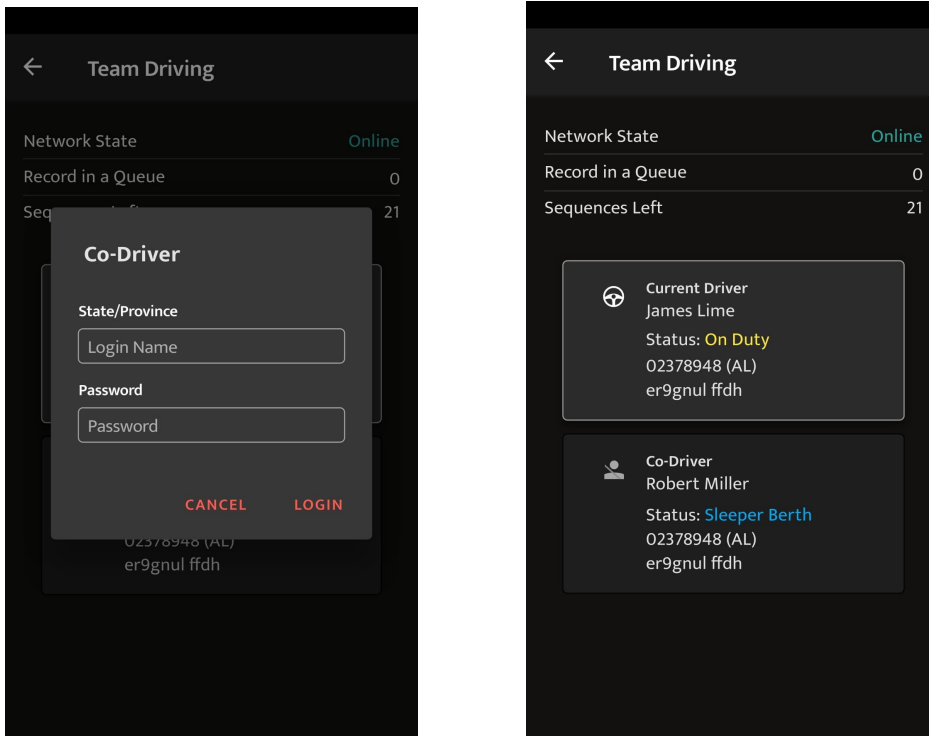 Team Driving
Network State Online
Record in a Queue 0
Seq 21
Co-Driver
State/Province
Login Name
Password
Password
CANCEL LOGIN
02378948 (AL)
er9gnul ffdh
Team Driving
Network State Online
Record in a Queue 0
Sequences Left 21
Current Driver
James Lime
Status: On Duty
02378948 (AL)
er9gnul ffdh
Co-Driver
Robert Miller
Status: Sleeper Berth
02378948 (AL)
er9gnul ffdh